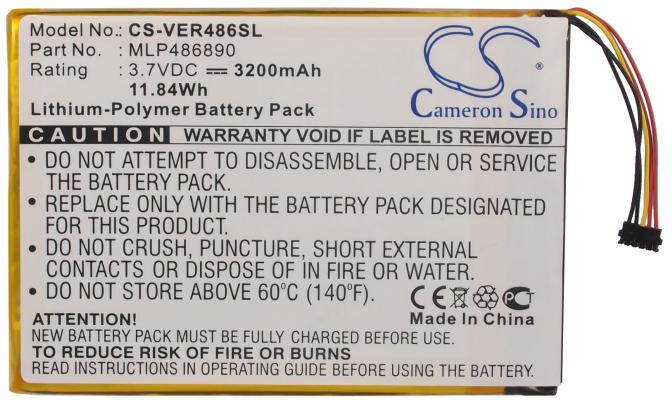 Model No.: CS-VER486SL
Part No.: MLP486890
Rating : 3.7VDC ⎓ 3200mAh
11.84Wh
Lithium-Polymer Battery Pack
CS
Cameron Sino
CAUTION WARRANTY VOID IF LABEL IS REMOVED
• DO NOT ATTEMPT TO DISASSEMBLE, OPEN OR SERVICE
THE BATTERY PACK.
• REPLACE ONLY WITH THE BATTERY PACK DESIGNATED
FOR THIS PRODUCT.
• DO NOT CRUSH, PUNCTURE, SHORT EXTERNAL
CONTACTS OR DISPOSE OF IN FIRE OR WATER.
• DO NOT STORE ABOVE 60°C (140°F).
CE PCT
Made In China
ATTENTION:
NEW BATTERY PACK MUST BE FULLY CHARGED BEFORE USE.
TO REDUCE RISK OF FIRE OR BURNS
READ INSTRUCTIONS IN OPERATING GUIDE BEFORE USING BATTERY.